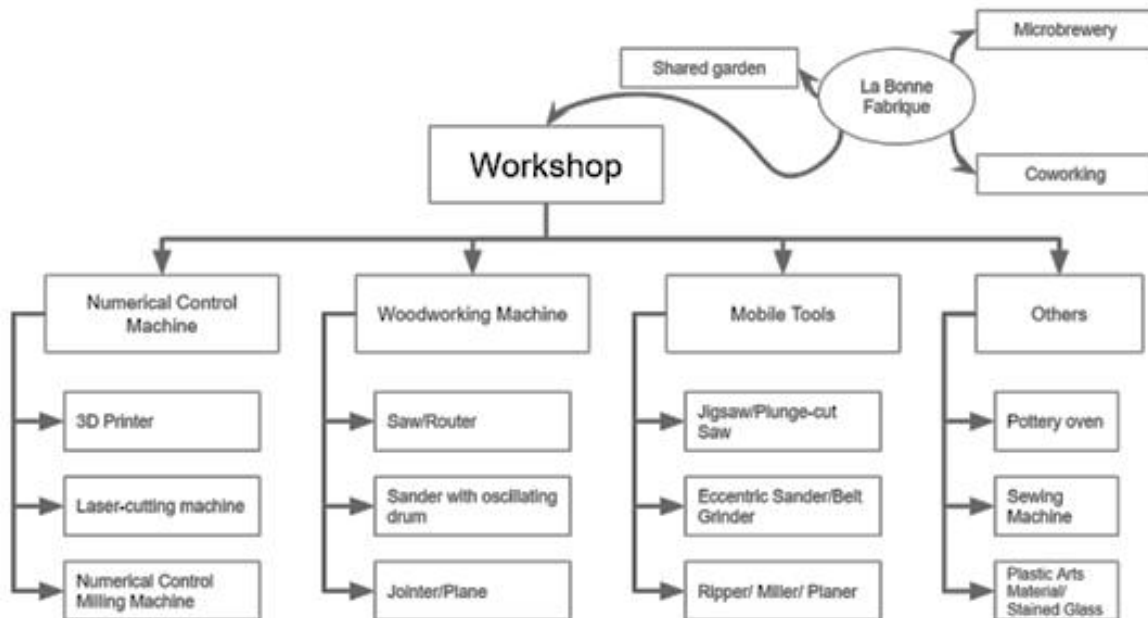 Microbrewery
Shared garden
La Bonne
Fabrique
Workshop
Coworking
Numerical Control
Machine
Woodworking Machine
Mobile Tools
Others
3D Printer
Saw/Router
Jigsaw/Plunge-cut
Saw
Pottery oven
Laser-cutting machine
Sander with oscillating
drum
Eccentric Sander/Belt
Grinder
Sewing
Machine
Numerical Control
Milling Machine
Jointer/Plane
Ripper/ Miller/ Planer
Plastic Arts
Material/
Stained Glass